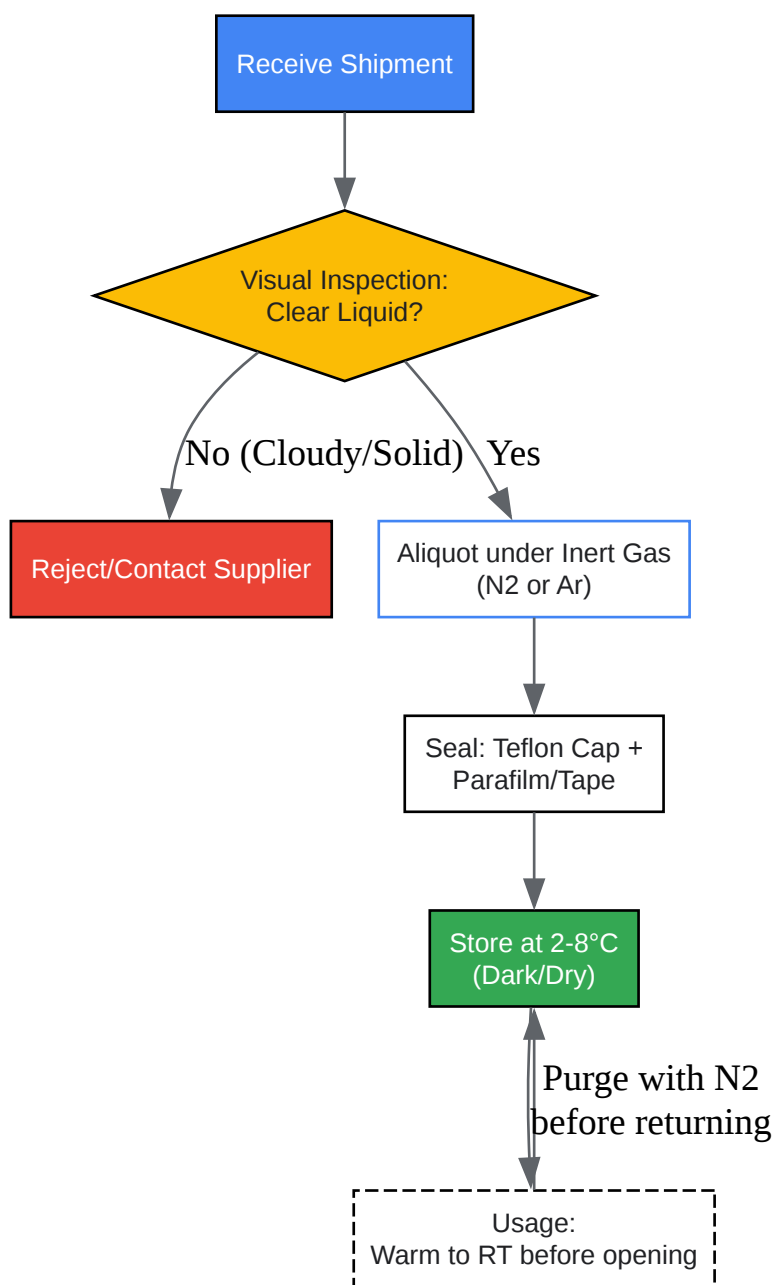 Receive Shipment
Visual Inspection:
Clear Liquid?
No (Cloudy/Solid)
Yes
Reject/Contact Supplier
Aliquot under Inert Gas
(N2 or Ar)
Seal: Teflon Cap +
Parafilm/Tape
Store at 2-8°C
(Dark/Dry)
Purge with N2
before returning
Usage:
Warm to RT before opening